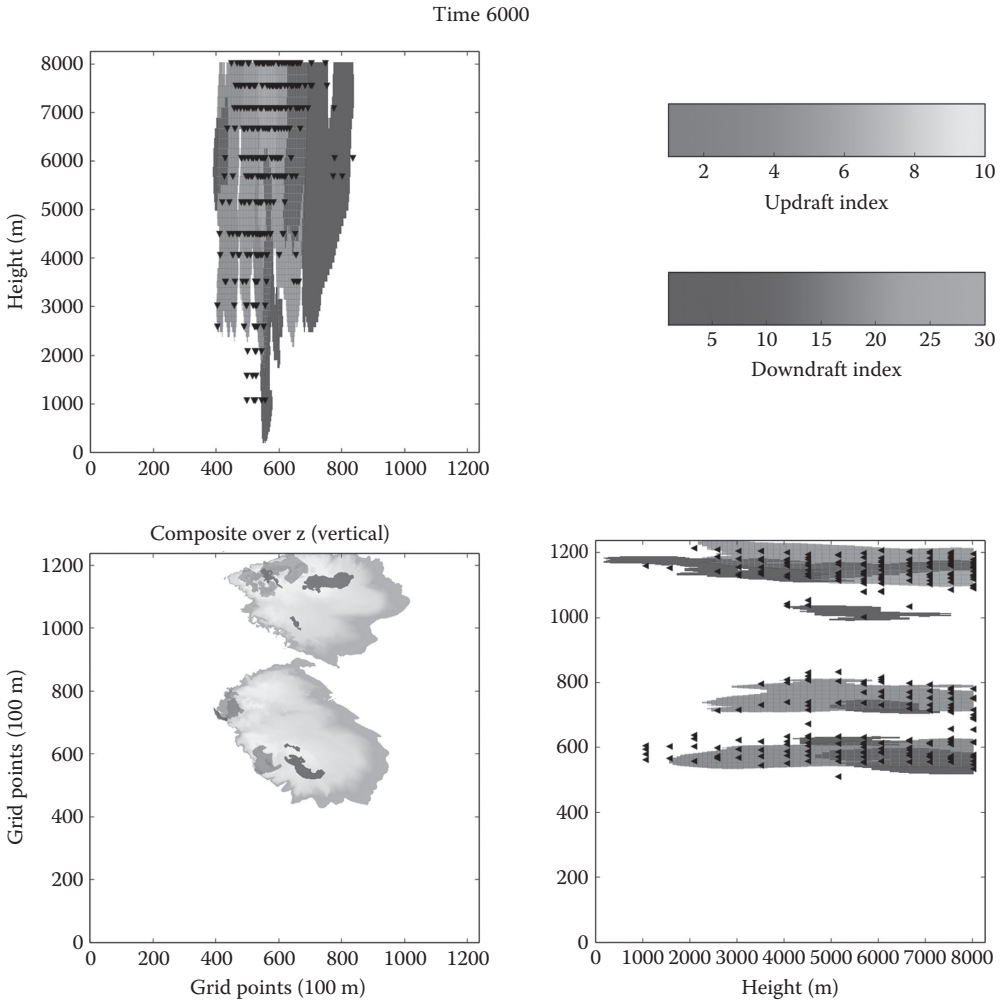 Time 6000
8000
7000
6000
5000
4000
3000
2000
1000
0
Height (m)
0 200 400 600 800 1000 1200
2 4 6 8 10
Updraft index
5 10 15 20 25 30
Downdraft index
Composite over z (vertical)
1200
1000
800
600
400
200
0
Grid points (100 m)
0 200 400 600 800 1000 1200
Grid points (100 m)
1200
1000
800
600
400
200
0
0 1000 2000 3000 4000 5000 6000 7000 8000
Height (m)